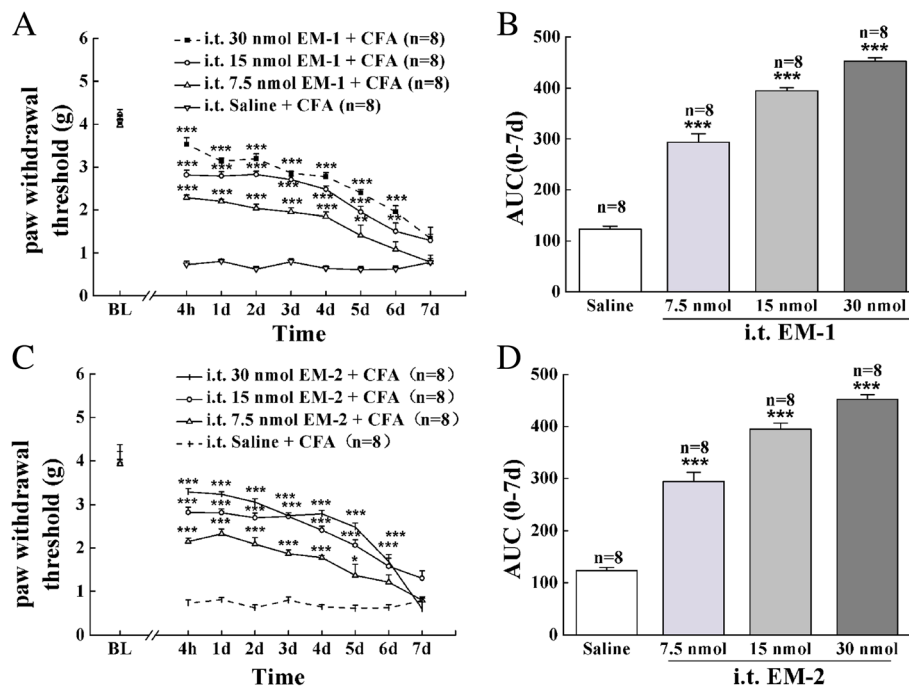 A
i.t. 30 nmol EM-1 + CFA (n=8)
i.t. 15 nmol EM-1 + CFA (n=8)
i.t. 7.5 nmol EM-1 + CFA (n=8)
i.t. Saline + CFA (n=8)
paw withdrawal
threshold (g)
6
5
4
3
2
1
0
*** *** *** *** *** *** ***
*** *** *** *** *** *** **
*** *** *** *** *** **
BL 4h 1d 2d 3d 4d 5d 6d 7d
Time
B
AUC(0-7d)
500
400
300
200
100
0
n=8 n=8 n=8 n=8
*** *** ***
Saline 7.5 nmol 15 nmol 30 nmol
i.t. EM-1
C
i.t. 30 nmol EM-2 + CFA (n=8)
i.t. 15 nmol EM-2 + CFA (n=8)
i.t. 7.5 nmol EM-2 + CFA (n=8)
i.t. Saline + CFA (n=8)
paw withdrawal
threshold (g)
6
5
4
3
2
1
0
*** *** *** *** *** *** ***
*** *** *** *** *** *** ***
*** *** *** *** *** *
BL 4h 1d 2d 3d 4d 5d 6d 7d
Time
D
AUC (0-7d)
500
400
300
200
100
0
n=8 n=8 n=8 n=8
*** *** ***
Saline 7.5 nmol 15 nmol 30 nmol
i.t. EM-2